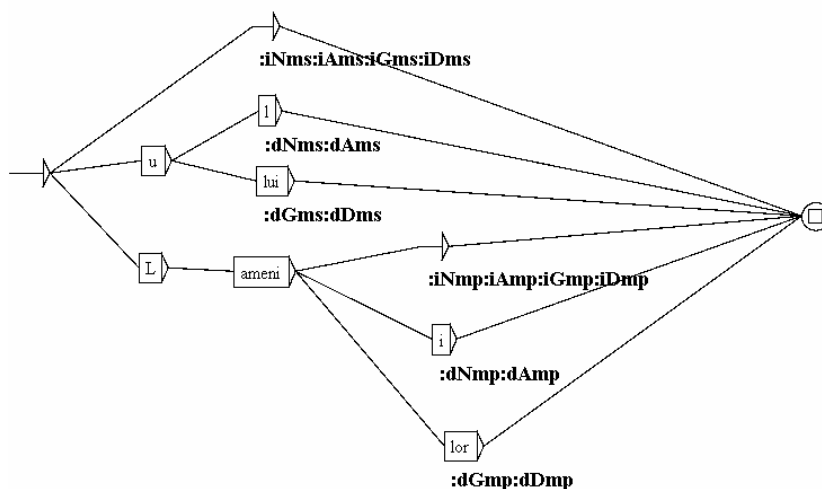 :iNms:iAms:iGms:iDms
l
:dNms:dAms
u
lui
:dGms:dDms
L
ameni
:iNmp:iAmp:iGmp:iDmp
i
:dNmp:dAmp
lor
:dGmp:dDmp